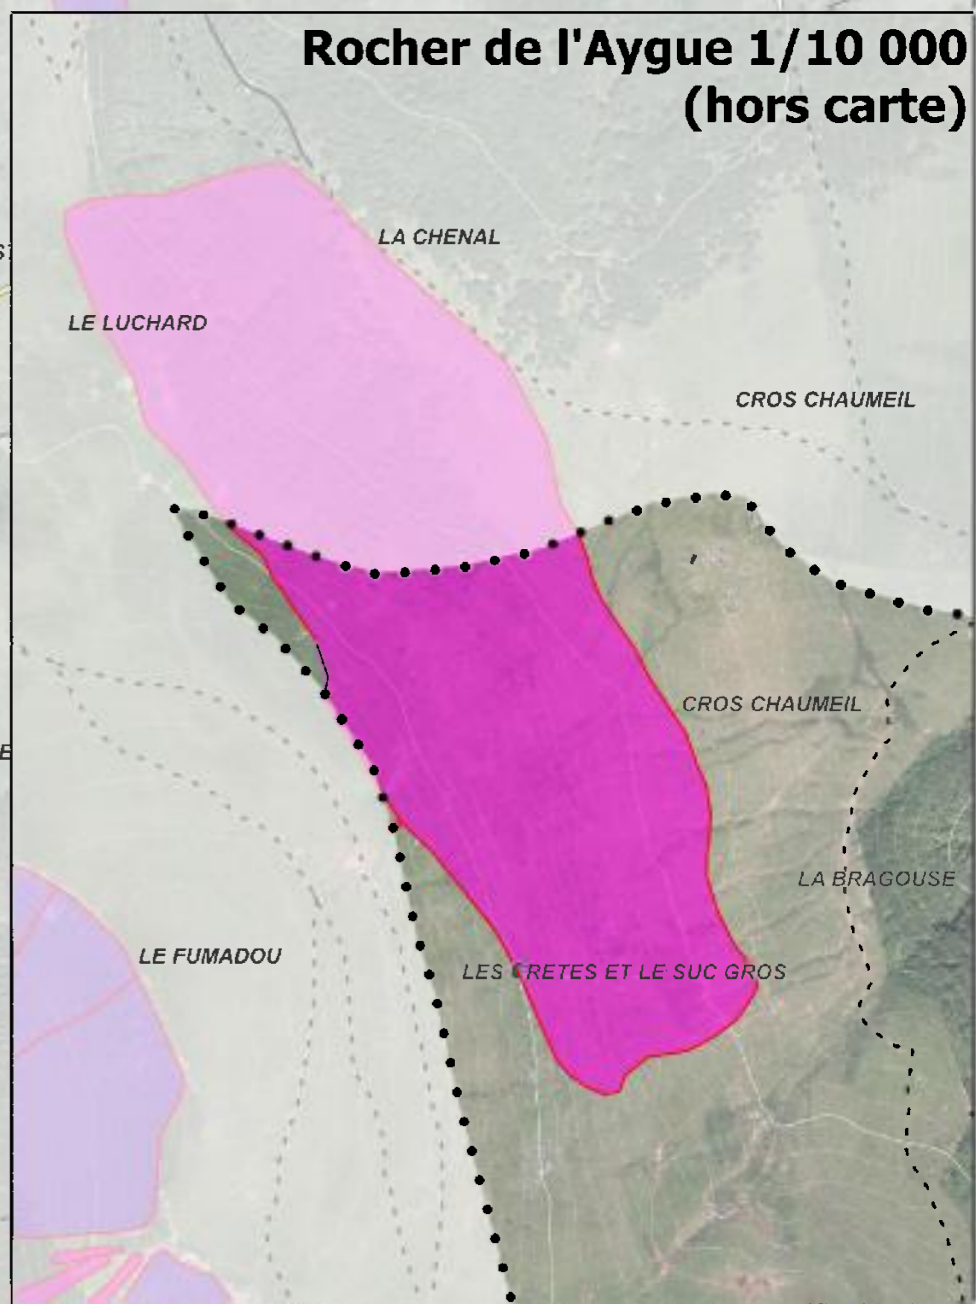 Rocher de l'Aygue 1/10 000
(hors carte)
LA CHENAL
LE LUCHARD
CROS CHAUMEIL
CROS CHAUMEIL
LA BRAGOUSE
LE FUMADOU
LES CRETES ET LE SUC GROS